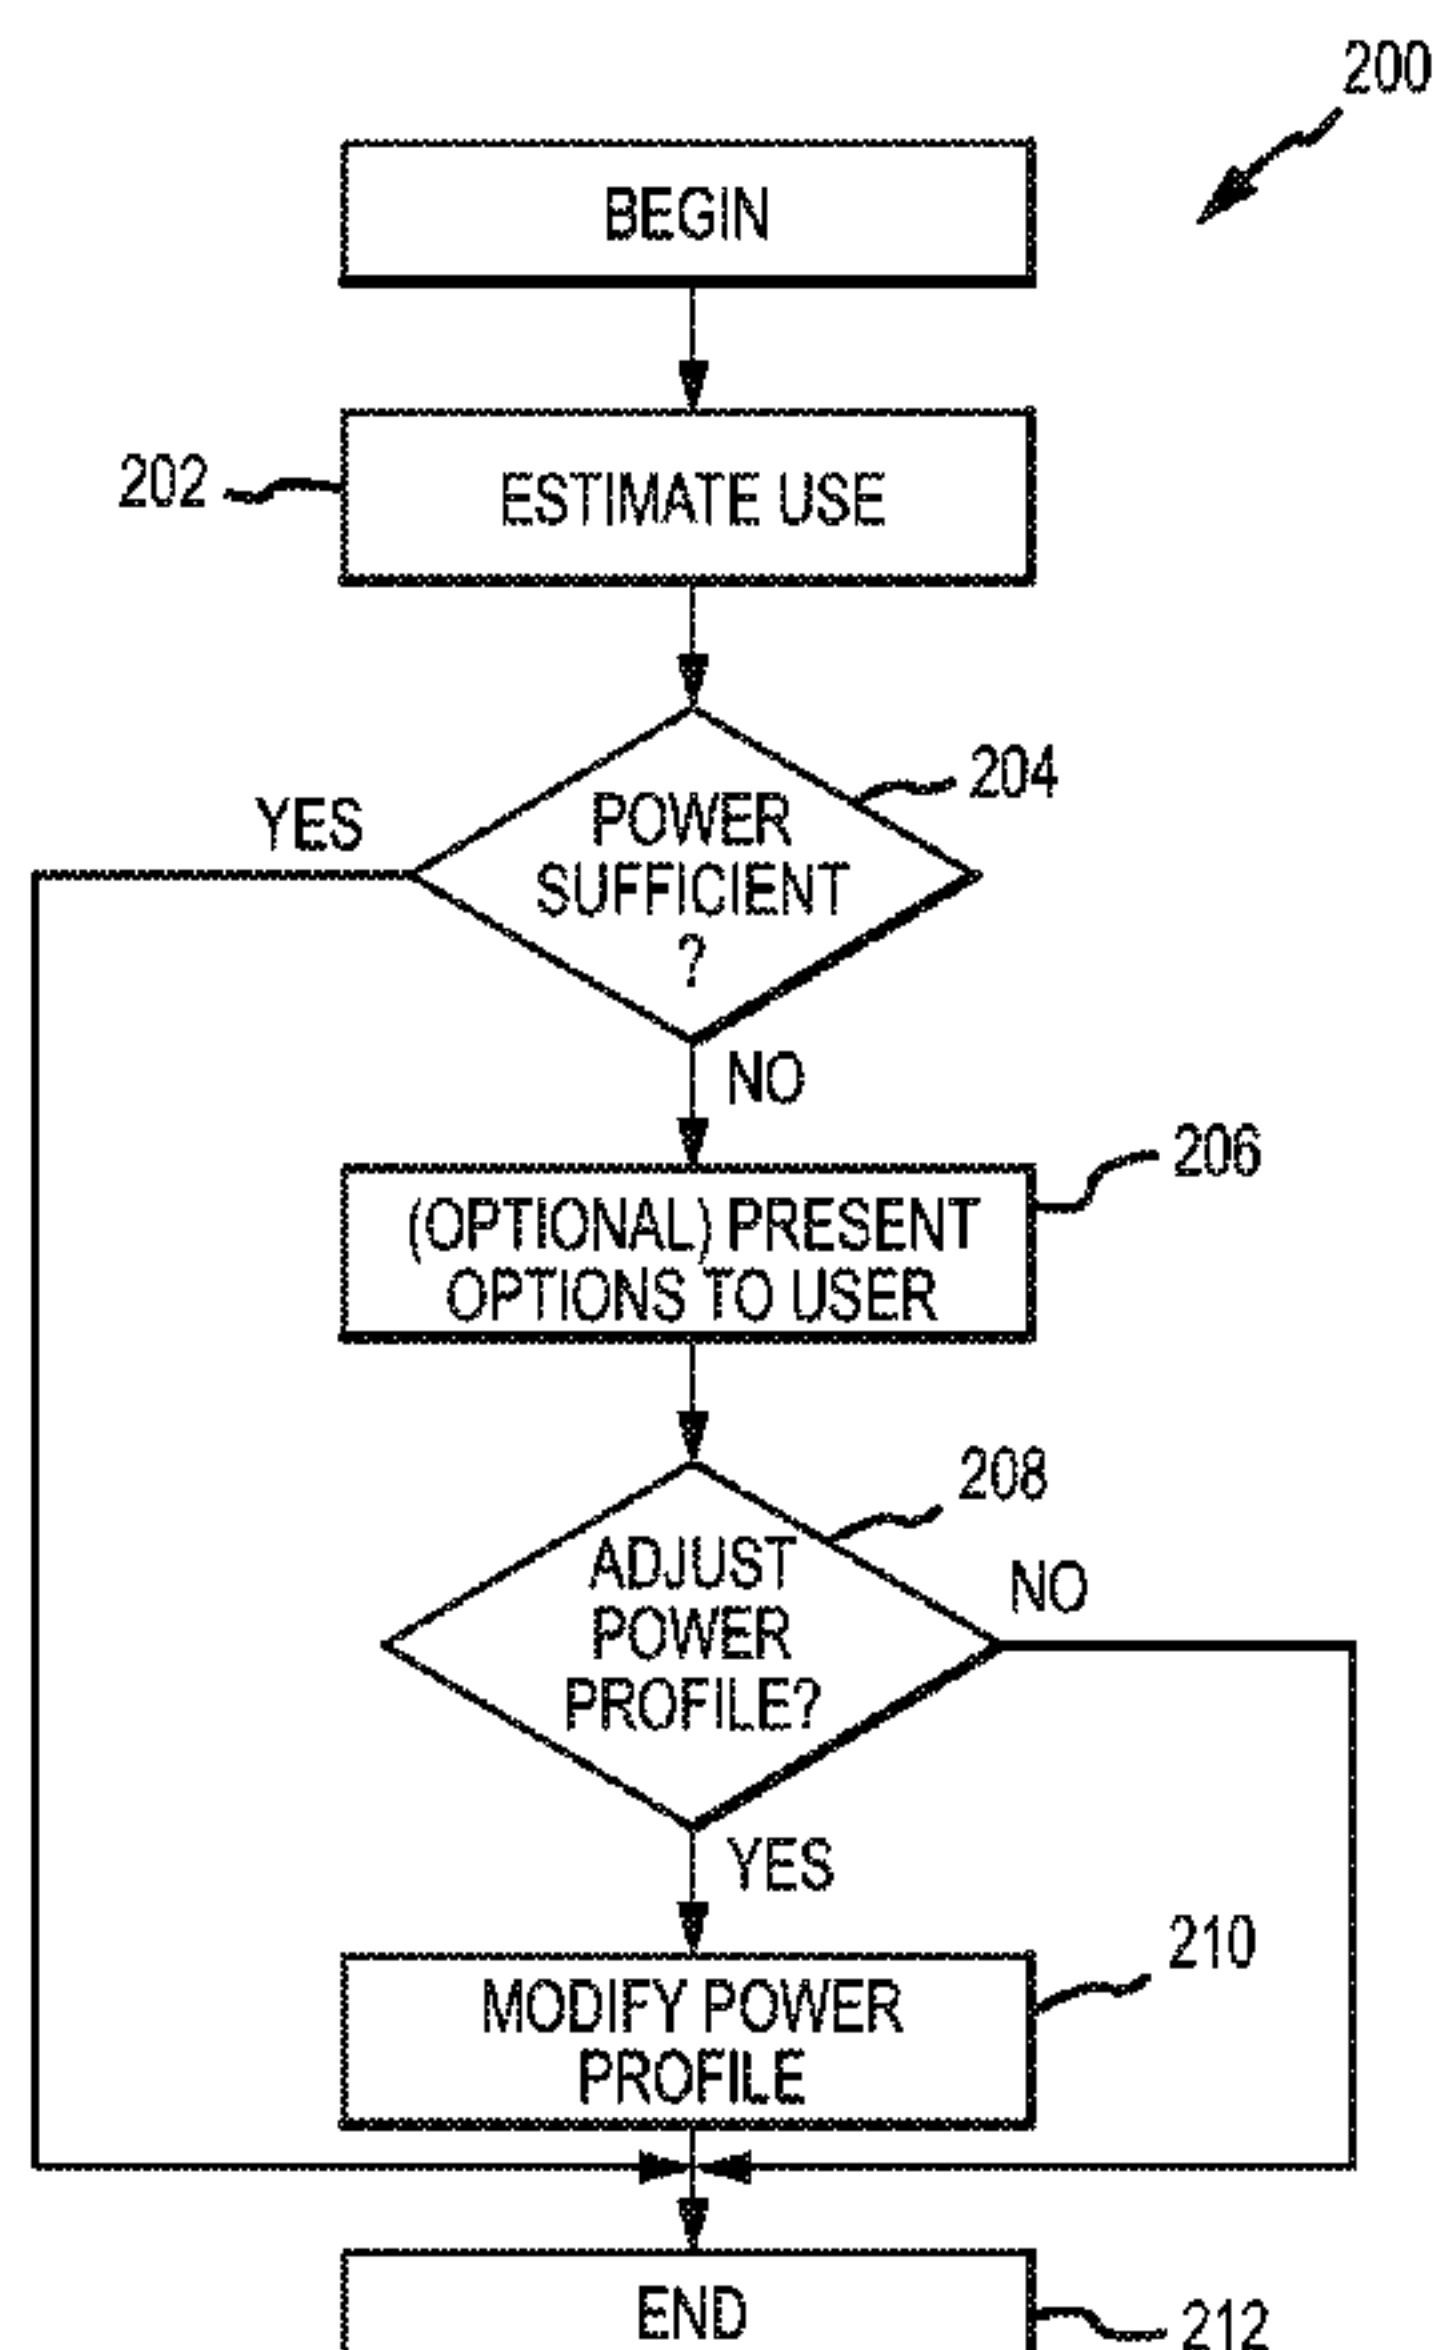 200
BEGIN
202
ESTIMATE USE
204
YES
POWER
SUFFICIENT
?
NO
206
(OPTIONAL) PRESENT
OPTIONS TO USER
208
ADJUST
POWER
PROFILE?
NO
YES
210
MODIFY POWER
PROFILE
END
212